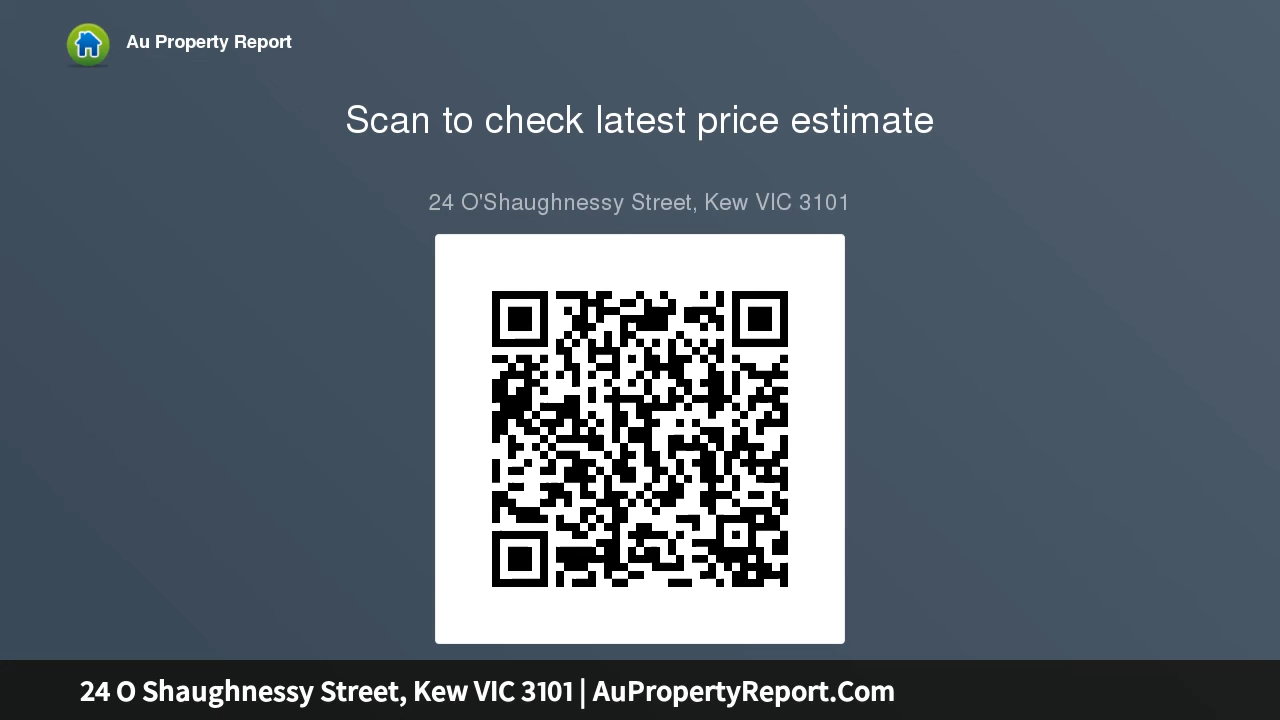 Au Property Report
Scan to check latest price estimate
24 O'Shaughnessy Street, Kew VIC 3101
24 O Shaughnessy Street, Kew VIC 3101 | AuPropertyReport.Com